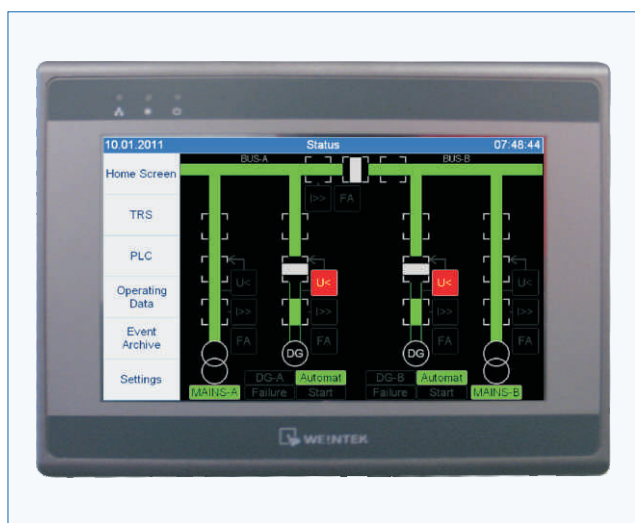 10.01.2011 Status 07:48:44
BUS-A BUS-B
Home Screen
I>> FA
TRS
PLC
U< U< U< U<
Operating
Data
I>> I>>
Event
Archive
FA FA
DG DG
Settings
DG-A Automat DG-B Automat
MAINS-A Failure Start Failure Start MAINS-B
WEINTEK